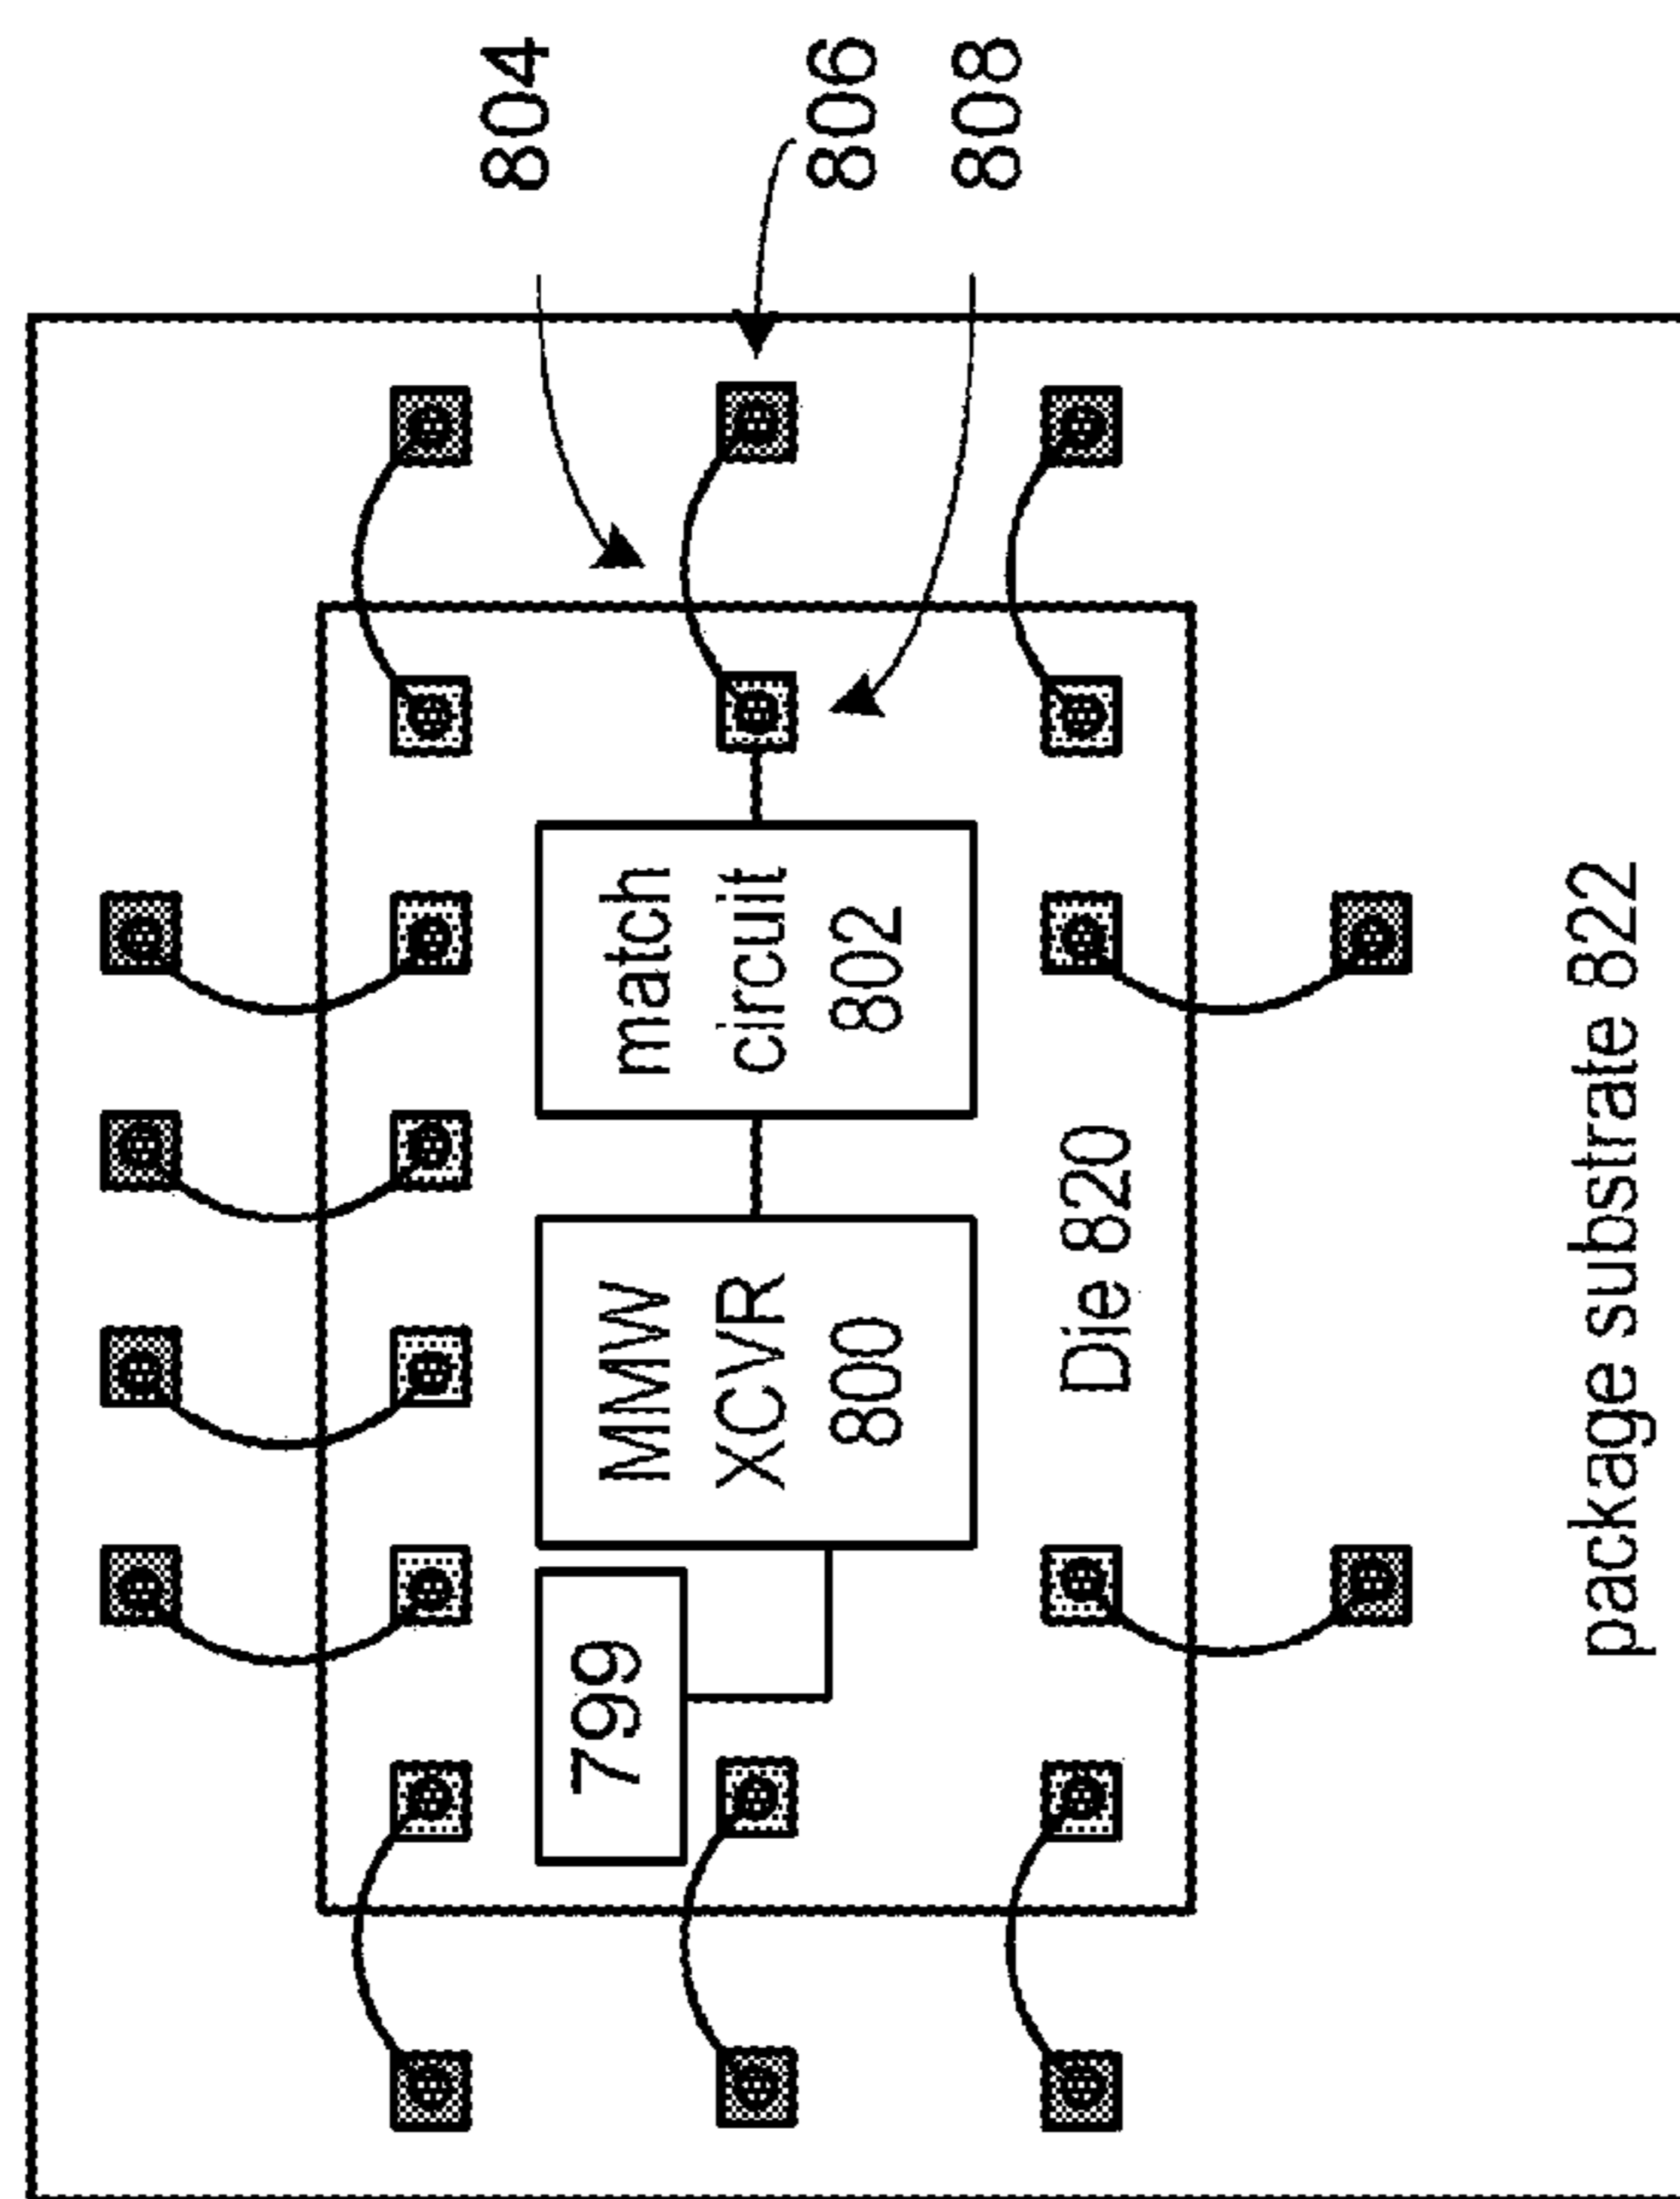 804
806
808
match
circuit
802
MMW
XCVR
800
799
Die 820
package substrate 822